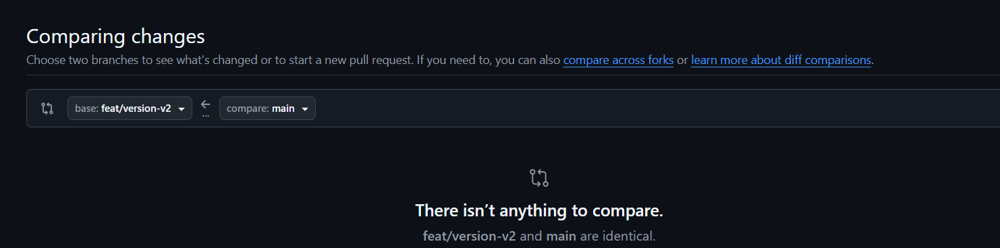 Comparing changes
Choose two branches to see what’s changed or to start a new pull request. If you need to, you can also compare across forks or learn more about diff comparisons.
base: feat/version-v2 ... compare: main
There isn’t anything to compare.
feat/version-v2 and main are identical.